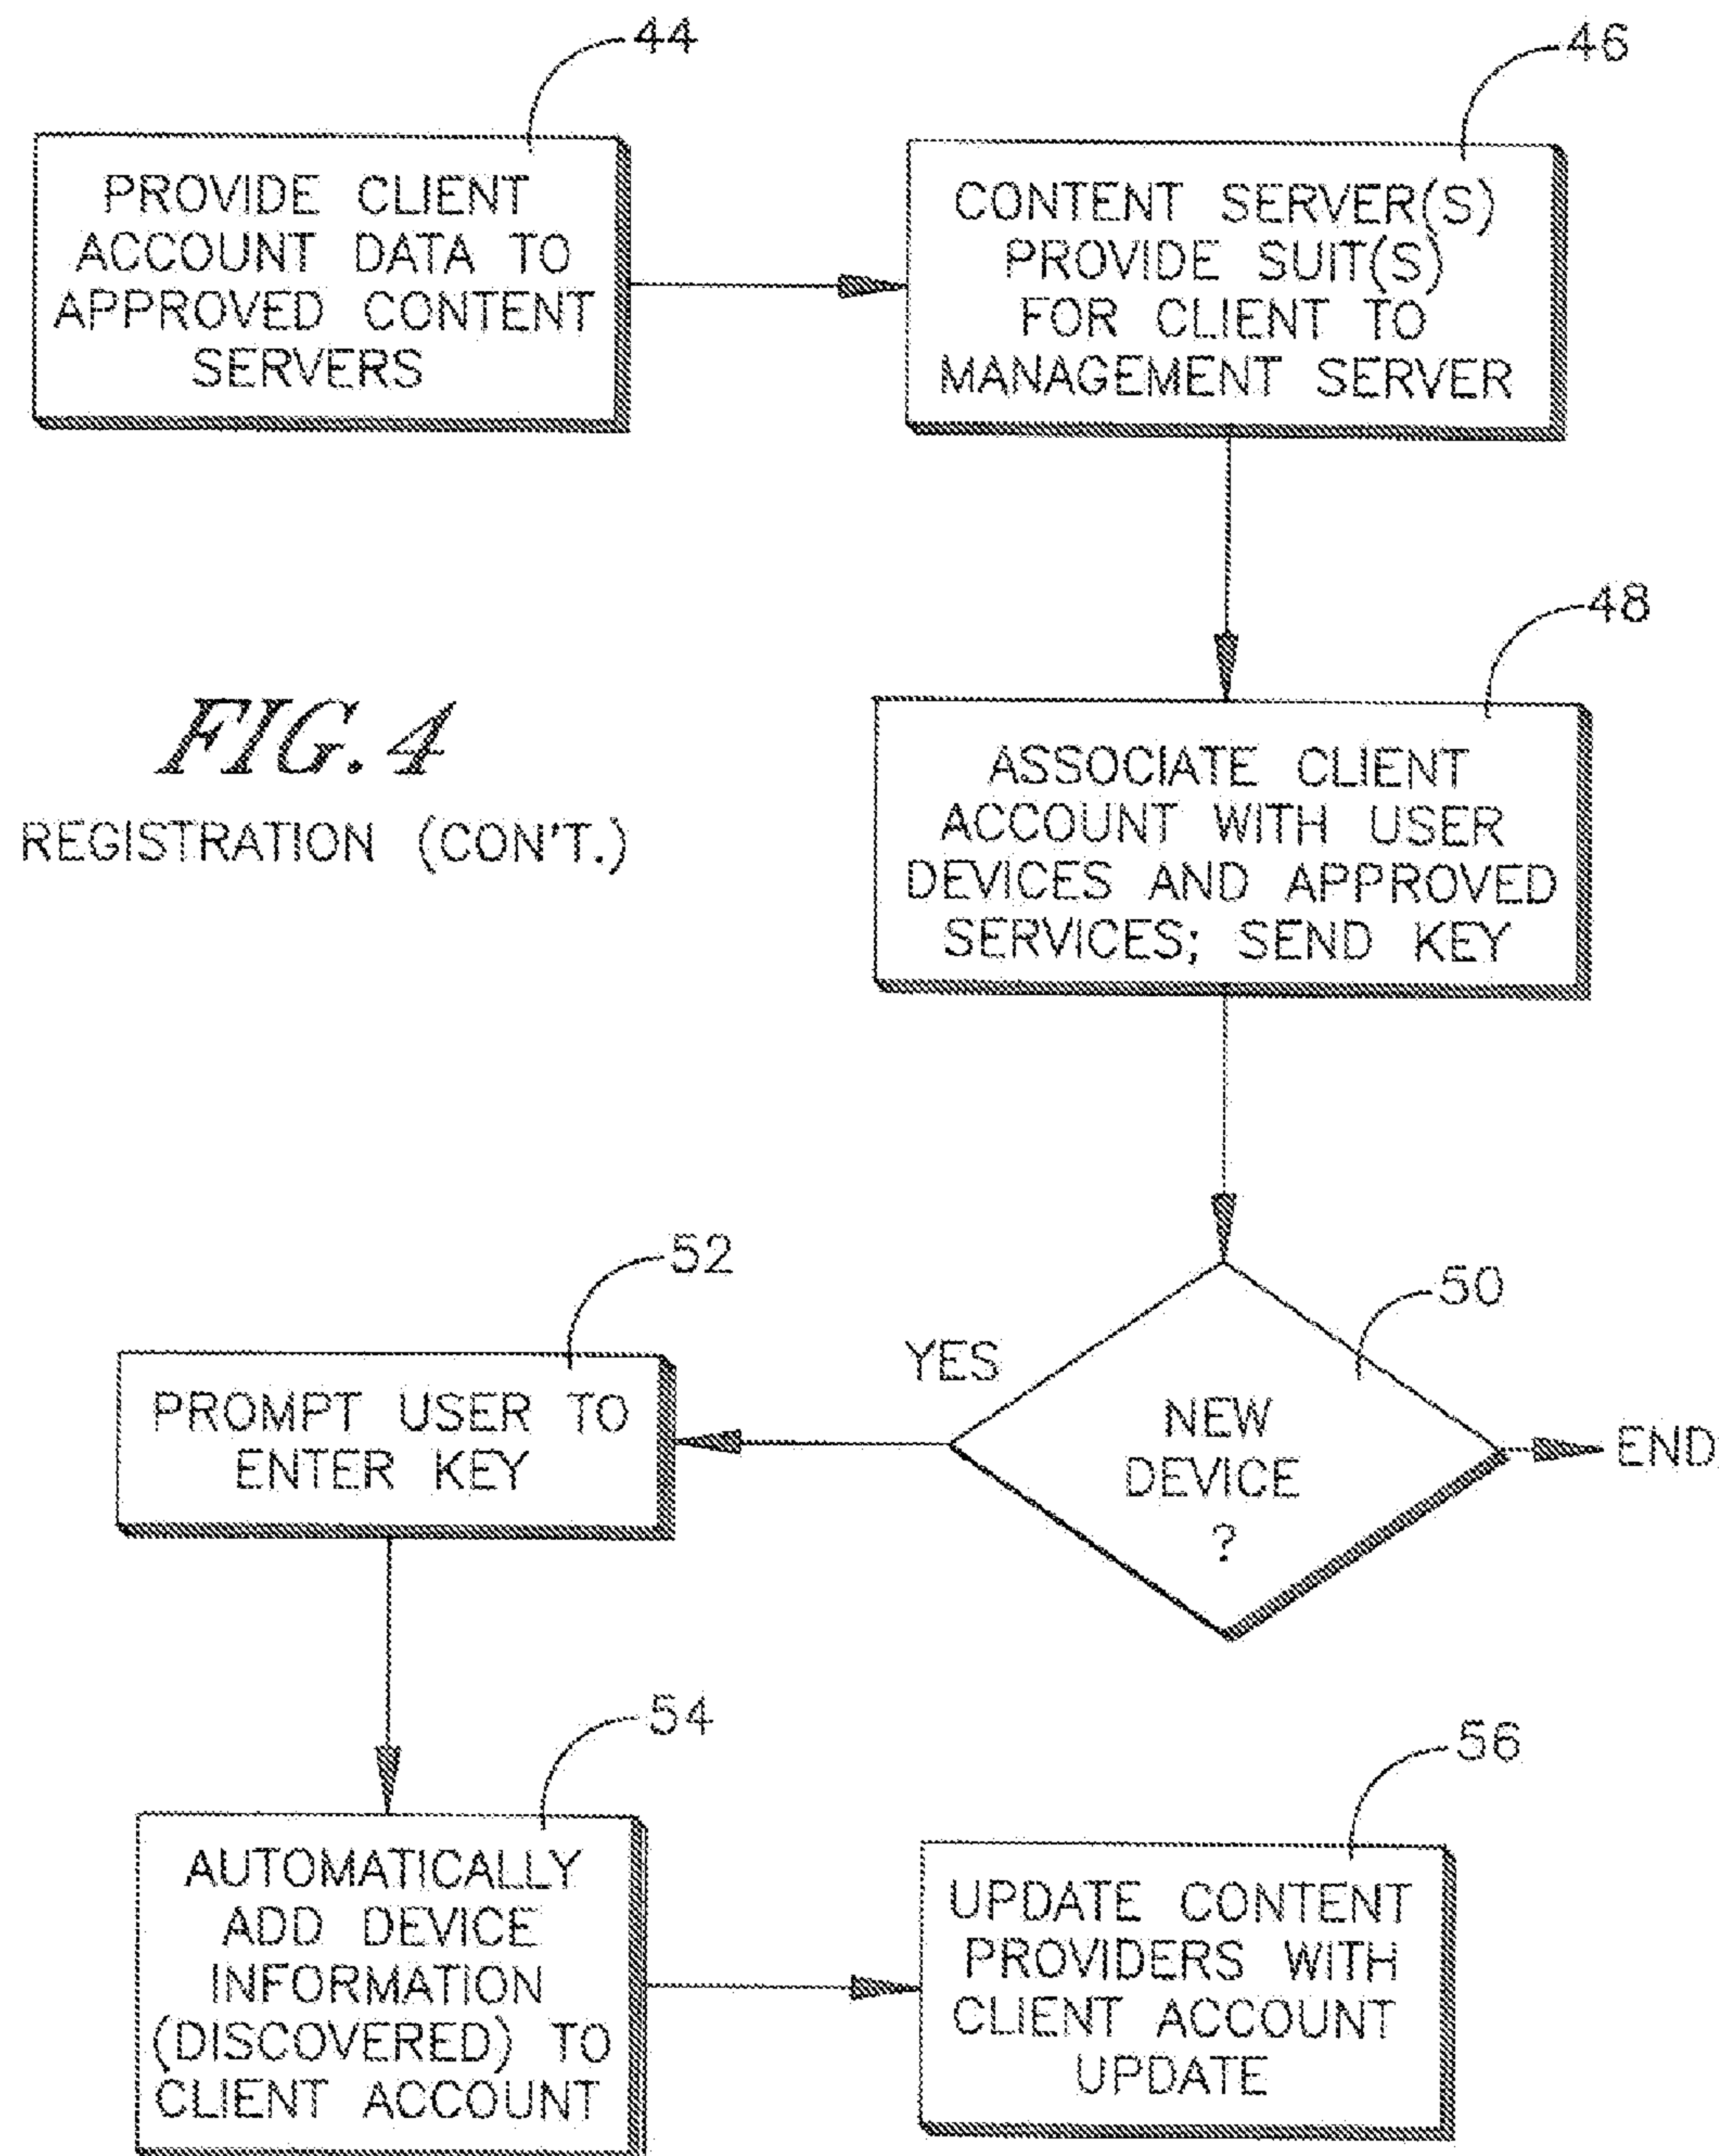 44
PROVIDE CLIENT
ACCOUNT DATA TO
APPROVED CONTENT
SERVERS
46
CONTENT SERVER(S)
PROVIDE SUIT(S)
FOR CLIENT TO
MANAGEMENT SERVER
FIG. 4
REGISTRATION (CON'T.)
48
ASSOCIATE CLIENT
ACCOUNT WITH USER
DEVICES AND APPROVED
SERVICES; SEND KEY
50
NEW
DEVICE
?
YES
END
52
PROMPT USER TO
ENTER KEY
54
AUTOMATICALLY
ADD DEVICE
INFORMATION
(DISCOVERED) TO
CLIENT ACCOUNT
56
UPDATE CONTENT
PROVIDERS WITH
CLIENT ACCOUNT
UPDATE